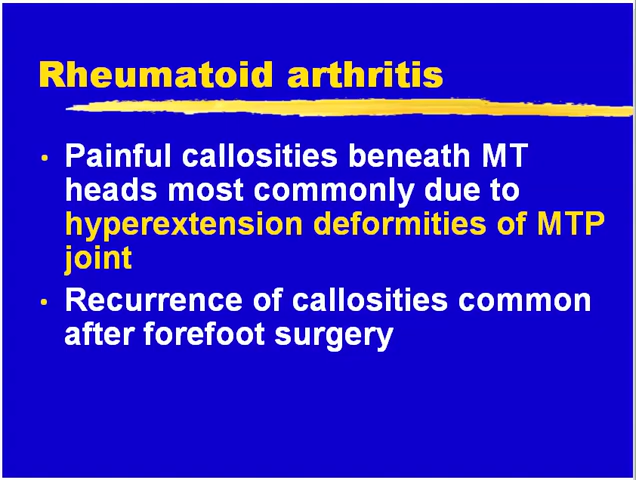 Rheumatoid arthritis
• Painful callosities beneath MT
heads most commonly due to
hyperextension deformities of MTP
joint
• Recurrence of callosities common
after forefoot surgery